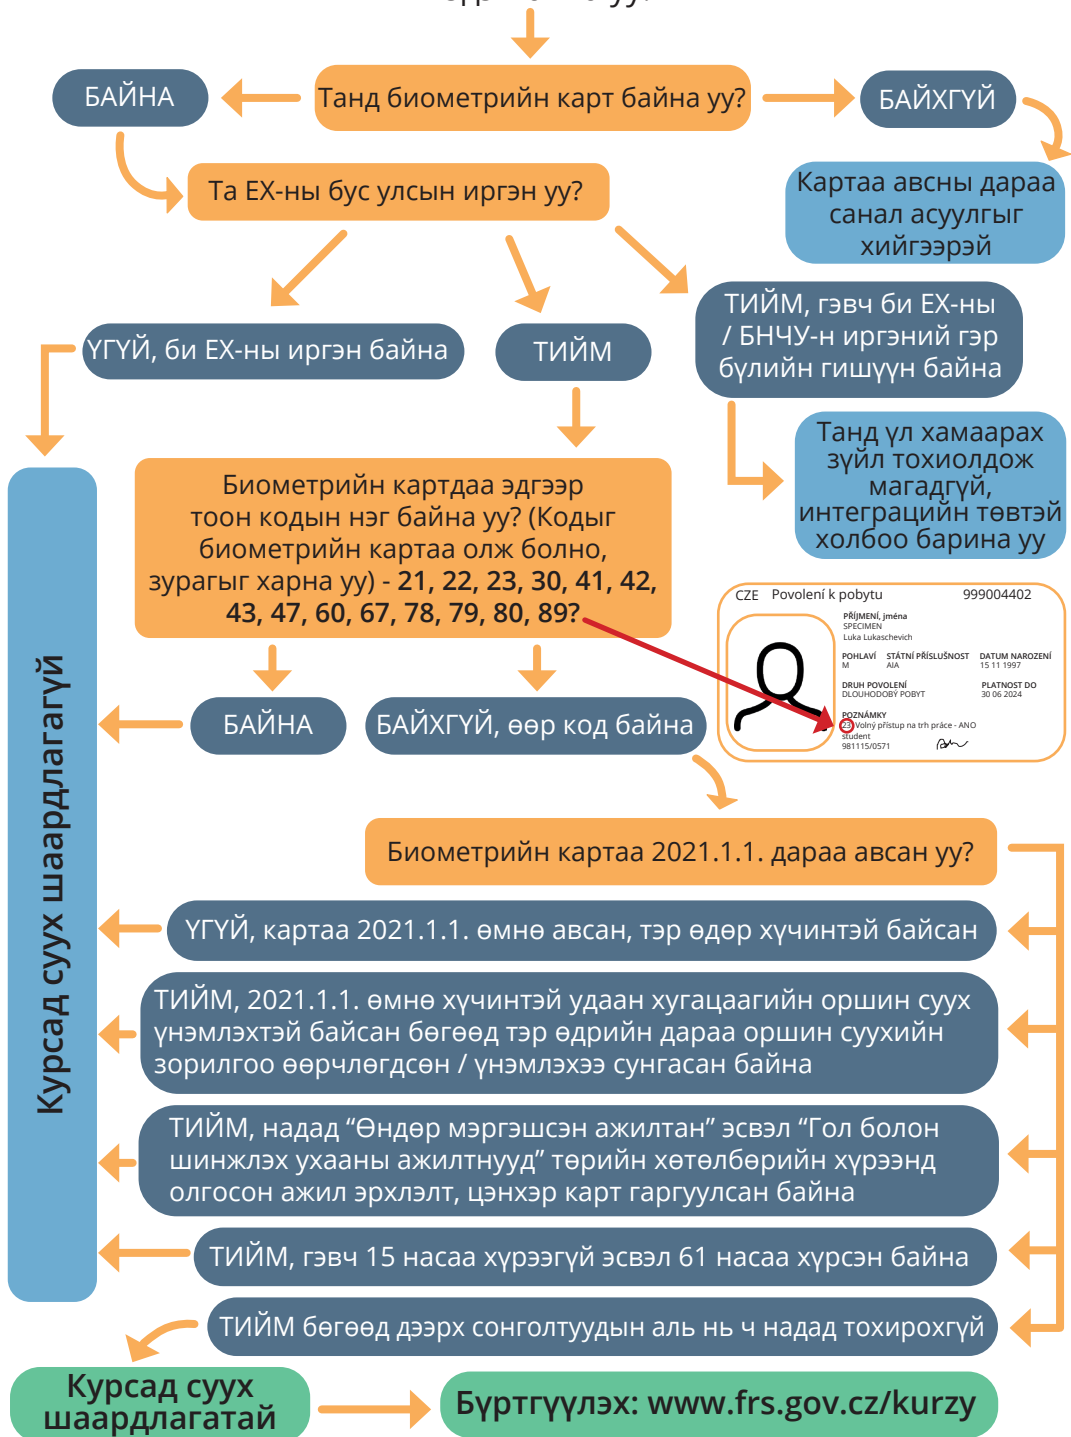 Танд биометрийн карт байна уу?
БАЙНА
БАЙХГҮЙ
Картаа авсны дараа
санал асуулгыг
хийгээрэй
Та ЕХ-ны бус улсын иргэн уу?
ҮГҮЙ, би ЕХ-ны иргэн байна
ТИЙМ
ТИЙМ, гэвч би ЕХ-ны
/ БНЧУ-н иргэний гэр
бүлийн гишүүн байна
Танд үл хамаарах
зүйл тохиолдож
магадгүй,
интеграцийн төвтэй
холбоо барина уу
Биометрийн картдаа эдгээр
тоон кодын нэг байна уу? (Кодыг
биометрийн картаа олж болно,
зурагыг харна уу) - 21, 22, 23, 30, 41, 42,
43, 47, 60, 67, 78, 79, 80, 89?
CZE Povolení k pobytu 999004402
PŘÍJMENÍ, jména
SPECIMEN
Luka Lukaschevich
POHLAVÍ STÁTNÍ PŘÍSLUŠNOST DATUM NAROZENÍ
M AIA 15 11 1997
DRUH POVOLENÍ PLATNOST DO
DLOUHODOBÝ POBYT 30 06 2024
POZNÁMKY
23 Volný přístup na trh práce - ANO
student
981115/0571
БАЙНА
БАЙХГҮЙ, өөр код байна
Курсад суух шаардлагагүй
Биометрийн картаа 2021.1.1. дараа авсан уу?
ҮГҮЙ, картаа 2021.1.1. өмнө авсан, тэр өдөр хүчинтэй байсан
ТИЙМ, 2021.1.1. өмнө хүчинтэй удаан хугацаагийн оршин суух
үнэмлэхтэй байсан бөгөөд тэр өдрийн дараа оршин суухийн
зорилгоо өөрчлөгдсөн / үнэмлэхээ сунгасан байна
ТИЙМ, надад “Өндөр мэргэшсэн ажилтан” эсвэл “Гол болон
шинжлэх ухааны ажилтнууд” төрийн хөтөлбөрийн хүрээнд
олгосон ажил эрхлэлт, цэнхэр карт гаргуулсан байна
ТИЙМ, гэвч 15 насаа хүрээгүй эсвэл 61 насаа хүрсэн байна
ТИЙМ бөгөөд дээрх сонголтуудын аль нь ч надад тохирохгүй
Курсад суух
шаардлагатай
Бүртгүүлэх: www.frs.gov.cz/kurzy